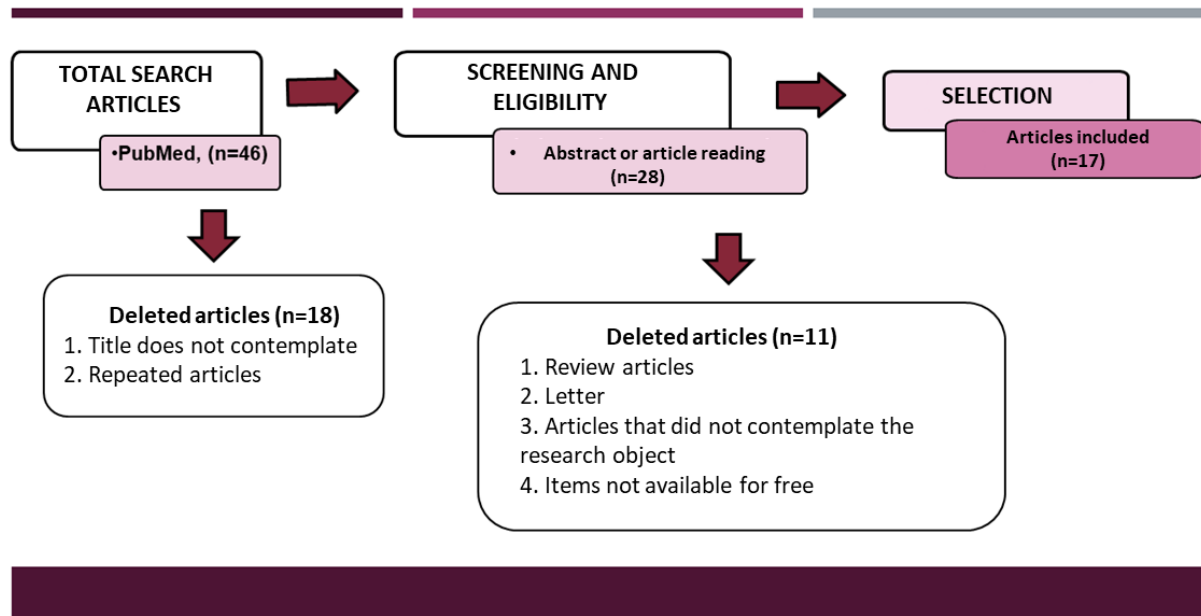 TOTAL SEARCH
ARTICLES
•PubMed, (n=46)
SCREENING AND
ELIGIBILITY
• Abstract or article reading
(n=28)
SELECTION
Articles included
(n=17)
Deleted articles (n=18)
1. Title does not contemplate
2. Repeated articles
Deleted articles (n=11)
1. Review articles
2. Letter
3. Articles that did not contemplate the
research object
4. Items not available for free